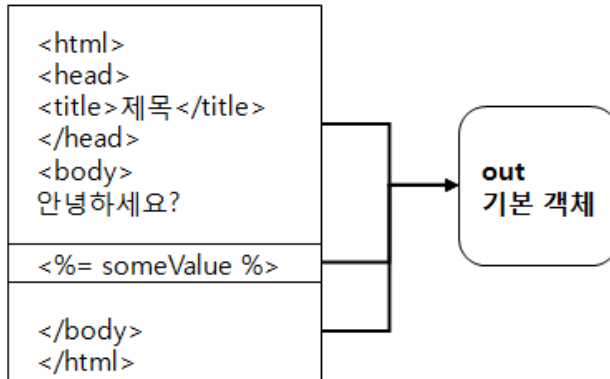 <html>
<head>
<title>제목</title>
</head>
<body>
안녕하세요?
<%= someValue %>
</body>
</html>
out
기본 객체